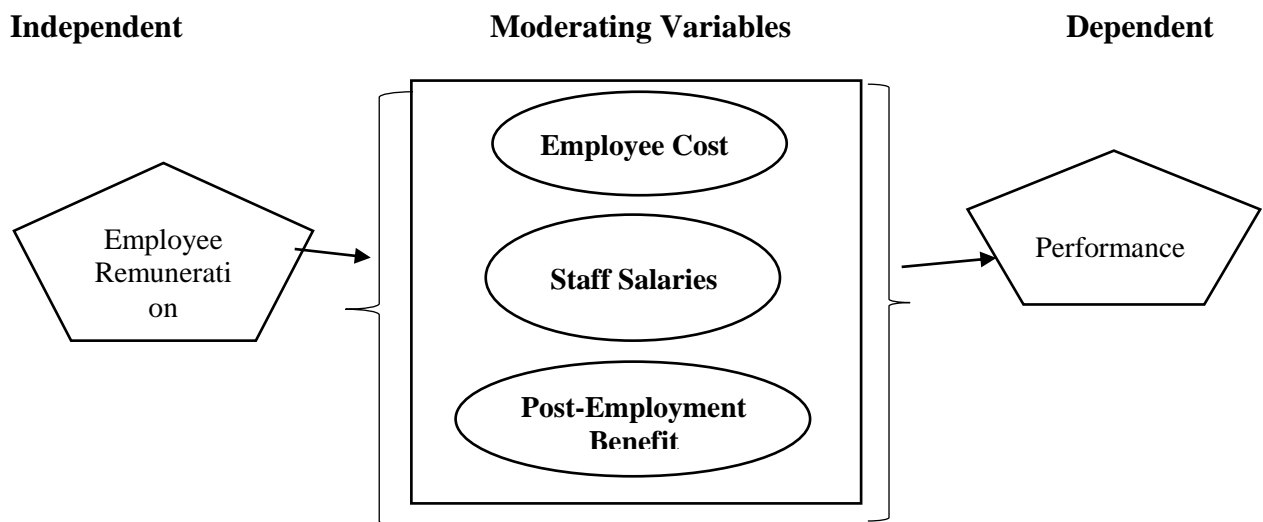 Independent
Moderating Variables
Dependent
Employee
Remunerati
on
Employee Cost
Staff Salaries
Post-Employment
Benefit
Performance